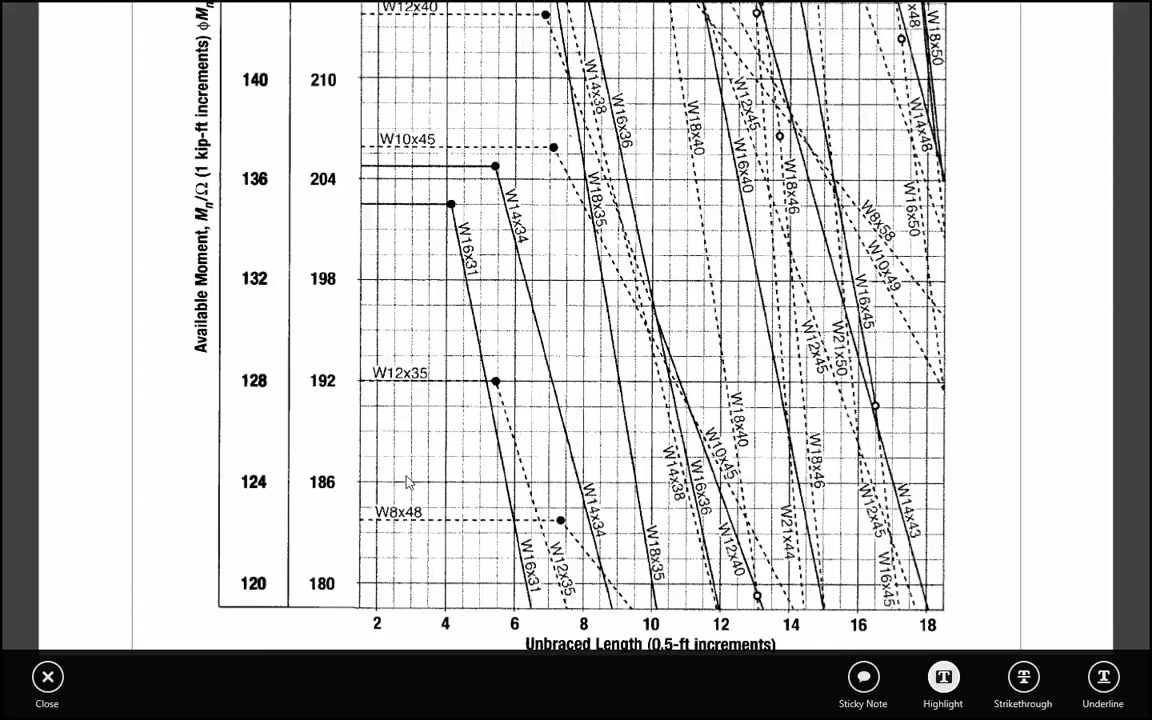 W12x40
Available Moment, Mn/Ω (1 kip-ft increments) ϕMn
140 210
136 204
132 198
128 192
124 186
120 180
W10x45
W12x35
W8x48
W16x31
W14x34
W14x38
W16x36
W18x35
W18x40
W12x45
W16x40
W18x46
x48
W18x50
W14x48
W16x50
W8x58
W10x49
W16x45
W21x50
W12x45
W18x40
W10x45
W14x38
W16x36
W18x46
W12x45
W14x43
W16x31
W12x35
W14x34
W18x35
W12x40
W21x44
W16x45
2 4 6 8 10 12 14 16 18
Unbraced Length (0.5-ft increments)
Close
Sticky Note
Highlight
Strikethrough
Underline